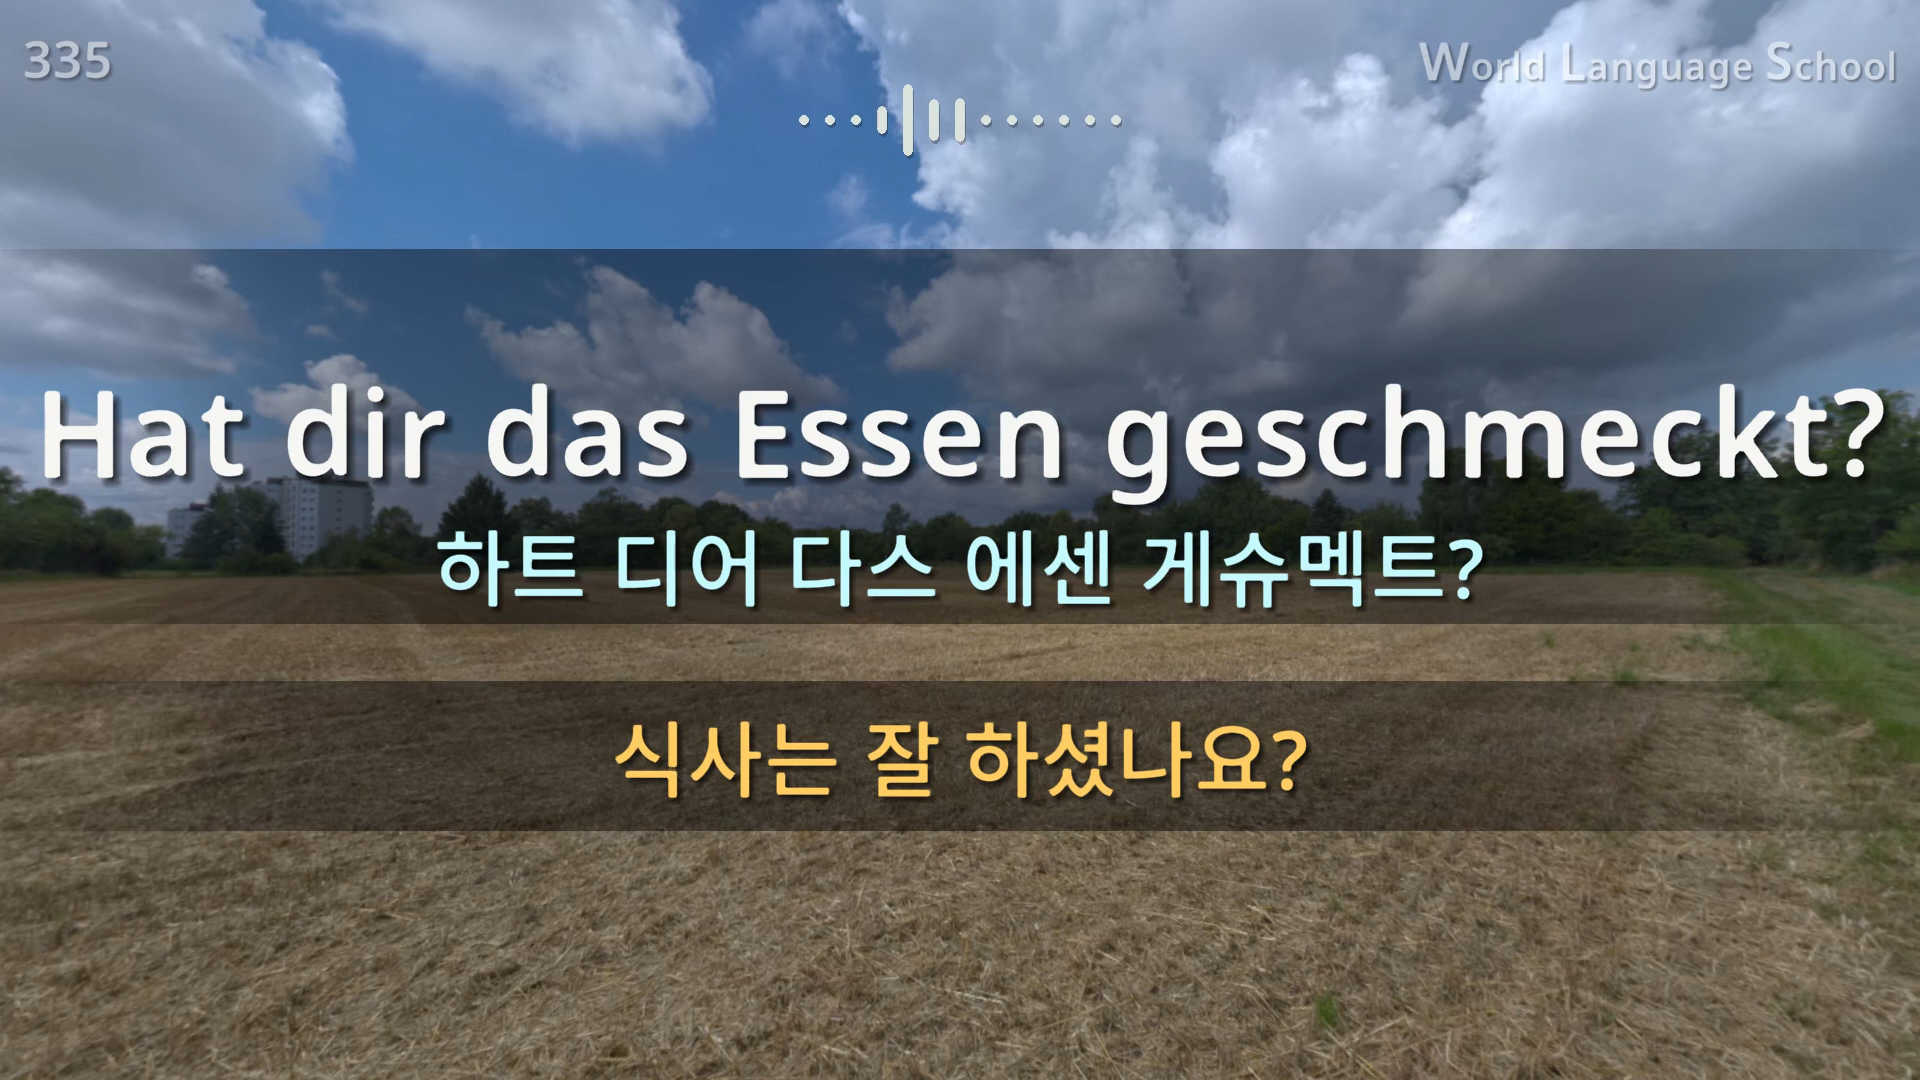 335
World Language School
Hat dir das Essen geschmeckt?
하트 디어 다스 에센 게슈멕트?
식사는 잘 하셨나요?